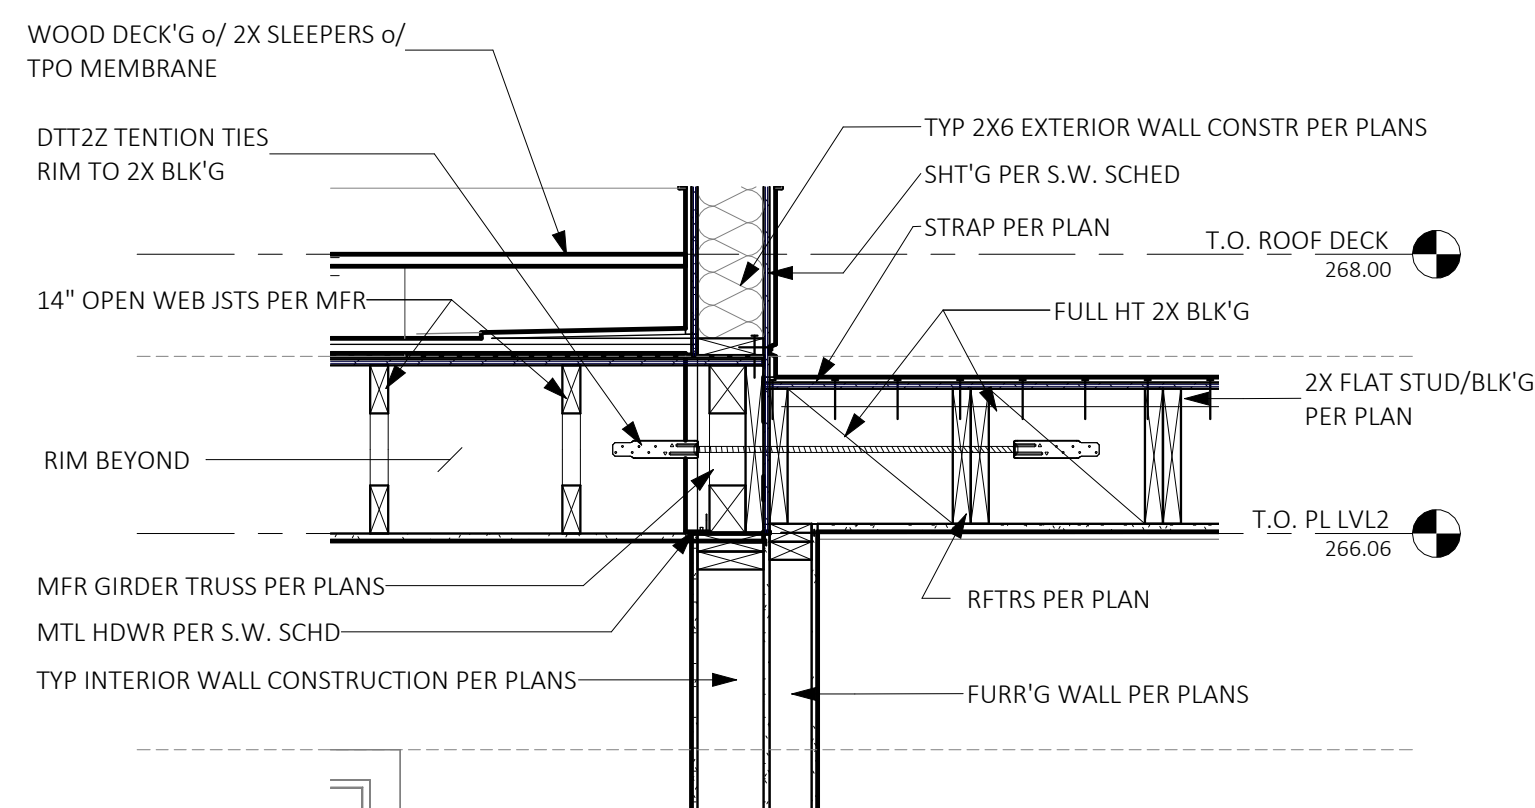 WOOD DECK'G o/ 2X SLEEPERS o/
TPO MEMBRANE
DTT2Z TENTION TIES
RIM TO 2X BLK'G
14" OPEN WEB JSTS PER MFR
RIM BEYOND
MFR GIRDER TRUSS PER PLANS
MTL HDWR PER S.W. SCHD
TYP INTERIOR WALL CONSTRUCTION PER PLANS
TYP 2X6 EXTERIOR WALL CONSTR PER PLANS
SHT'G PER S.W. SCHED
STRAP PER PLAN
T.O. ROOF DECK
268.00
FULL HT 2X BLK'G
2X FLAT STUD/BLK'G
PER PLAN
T.O. PL LVL2
266.06
RFTRS PER PLAN
FURR'G WALL PER PLANS